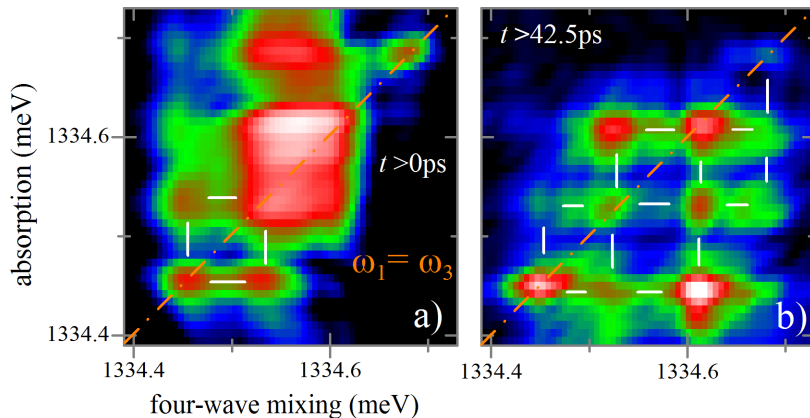 absorption (meV)
1334.6
1334.4
t >0ps
ω₁= ω₃
a)
1334.4
1334.6
t >42.5ps
b)
1334.4
1334.6
four-wave mixing (meV)